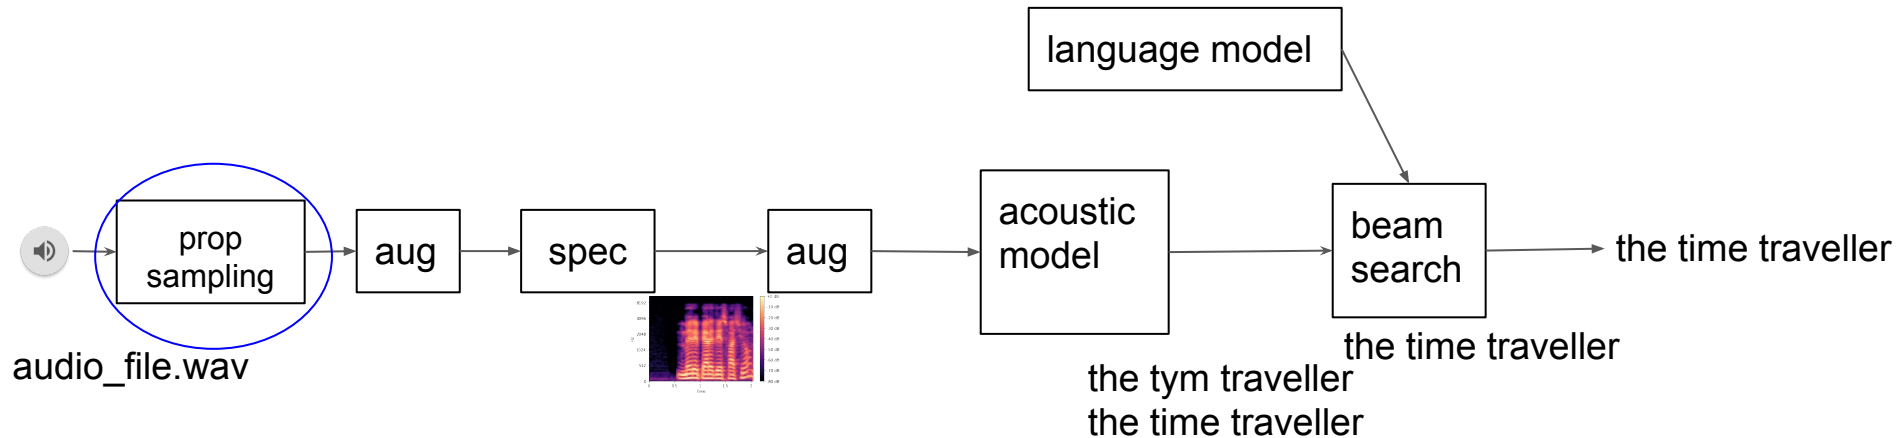 language model
prop
sampling
aug
spec
aug
acoustic
model
beam
search
the time traveller
audio_file.wav
the time traveller
the tym traveller
the time traveller